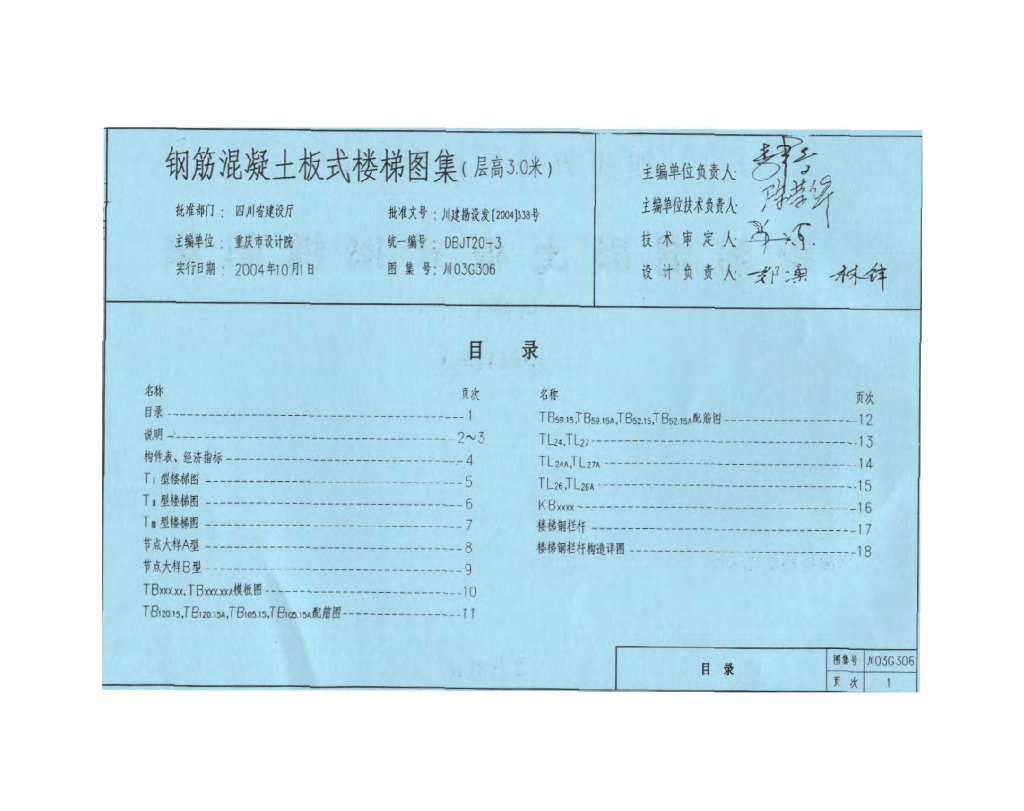 钢筋混凝土板式楼梯图集(层高3.0米)
批准部门：四川省建设厅
批准文号：川建勘设发[2004]338号
主编单位：重庆市设计院
统一编号：DBJT20-3
实行日期：2004年10月1日
图集号：川03G306
主编单位负责人:
主编单位技术负责人:
技术审定人:
设计负责人:
目 录
名称 页次
目录 1
说明 2～3
构件表、经济指标 4
TⅠ型楼梯图 5
TⅡ型楼梯图 6
TⅢ型楼梯图 7
节点大样A型 8
节点大样B型 9
TBxxx.xx,TBxxx.xxA模板图 10
TB120.15,TB120.15A,TB105.15,TB105.15A配筋图 11
名称 页次
TB59.15,TB59.15A,TB52.15,TB52.15A配筋图 12
TL24,TL27 13
TL24A,TL27A 14
TL26,TL26A 15
KBxxxx 16
楼梯钢栏杆 17
楼梯钢栏杆构造详图 18
目 录
图集号 川03G306
页 次 1